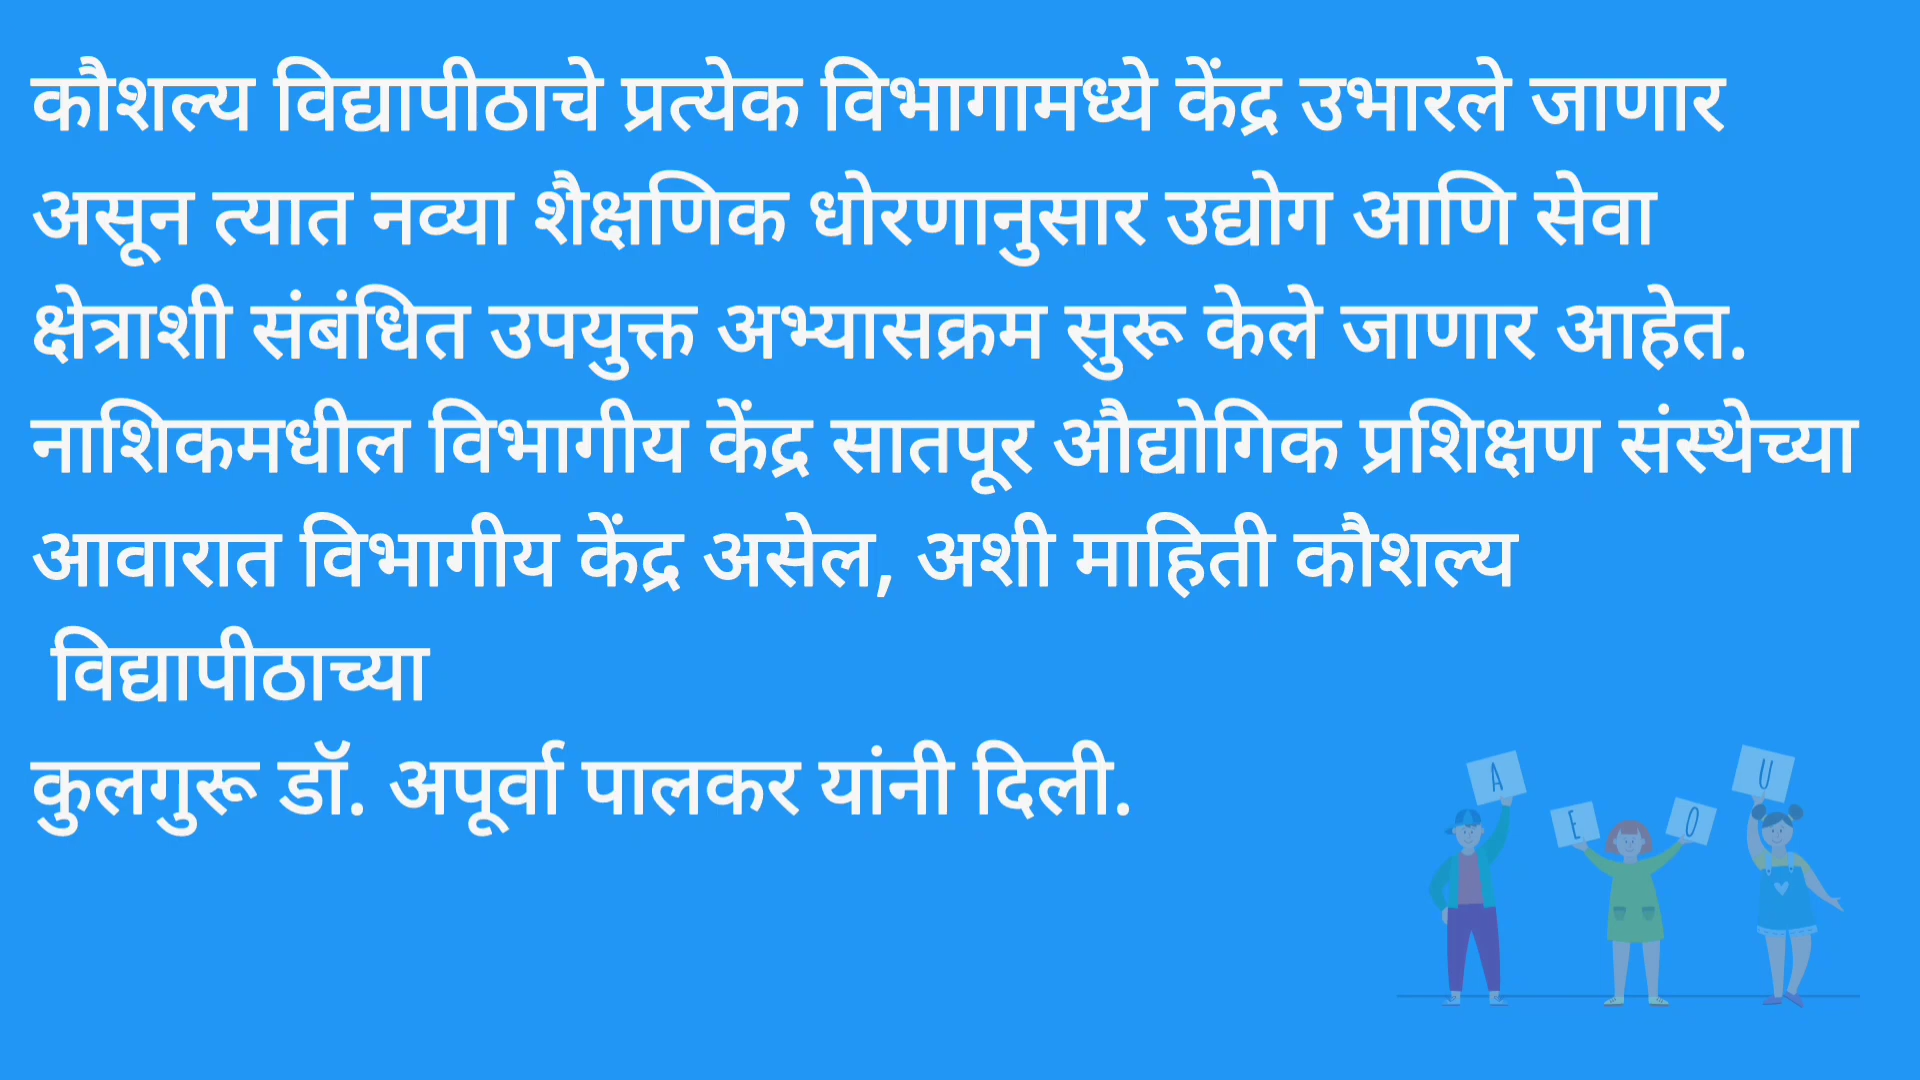 कौशल्य विद्यापीठाचे प्रत्येक विभागामध्ये केंद्र उभारले जाणार
असून त्यात नव्या शैक्षणिक धोरणानुसार उद्योग आणि सेवा
क्षेत्राशी संबंधित उपयुक्त अभ्यासक्रम सुरू केले जाणार आहेत.
नाशिकमधील विभागीय केंद्र सातपूर औद्योगिक प्रशिक्षण संस्थेच्या
आवारात विभागीय केंद्र असेल, अशी माहिती कौशल्य
विद्यापीठाच्या
कुलगुरू डॉ. अपूर्वा पालकर यांनी दिली.
A
E
O
U